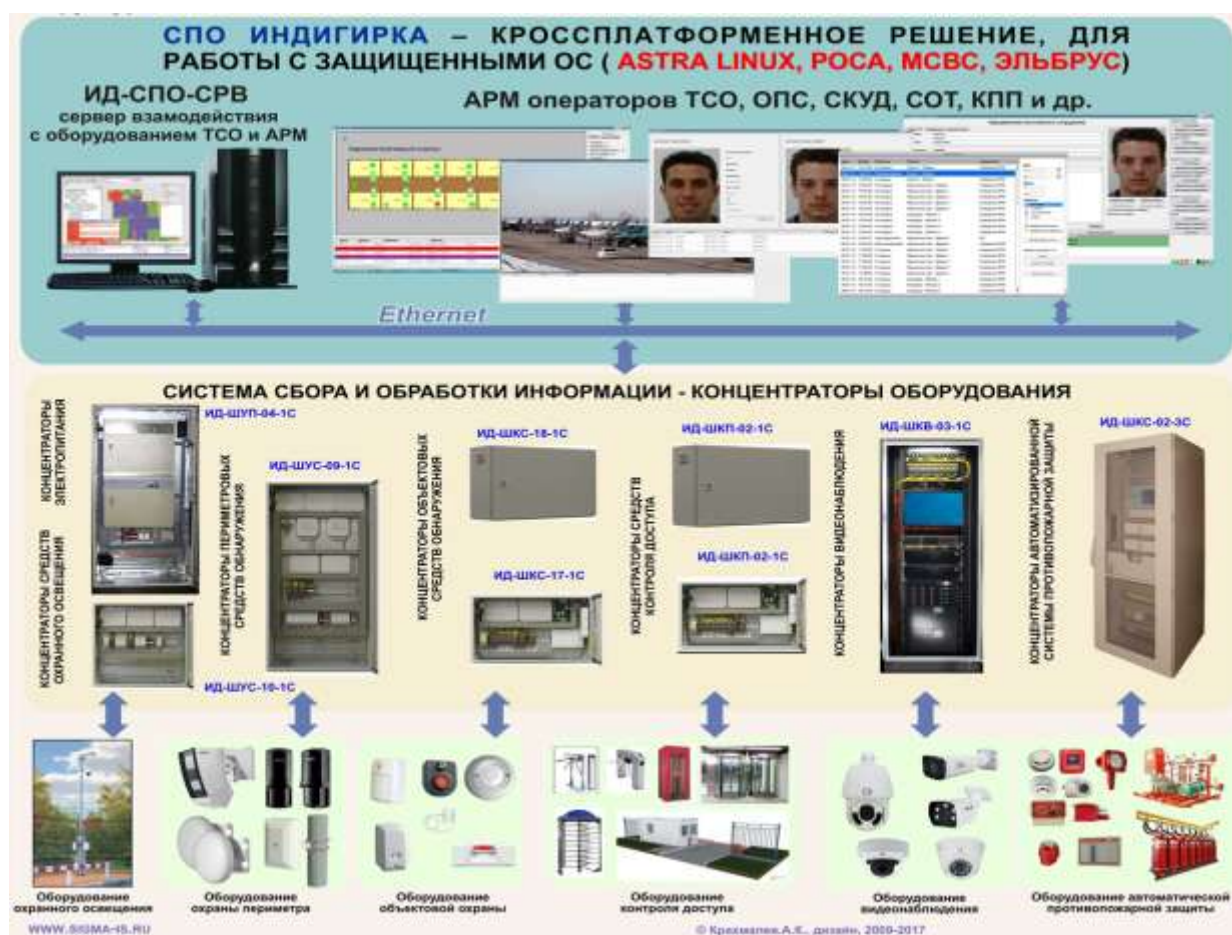 СПО ИНДИГИРКА – КРОССПЛАТФОРМЕННОЕ РЕШЕНИЕ, ДЛЯ
РАБОТЫ С ЗАЩИЩЕННЫМИ ОС ( ASTRA LINUX, РОСА, МСВС, ЭЛЬБРУС)
ИД-СПО-СРВ
сервер взамодействия
с оборудованием ТСО и АРМ
АРМ операторов ТСО, ОПС, СКУД, СОТ, КПП и др.
Ethernet
СИСТЕМА СБОРА И ОБРАБОТКИ ИНФОРМАЦИИ - КОНЦЕНТРАТОРЫ ОБОРУДОВАНИЯ
КОНЦЕНТРАТОРЫ
ЭЛЕКТРОПИТАНИЯ
ИД-ШУП-04-1С
КОНЦЕНТРАТОРЫ СРЕДСТВ
ОХРАННОГО ОСВЕЩЕНИЯ
ИД-ШУС-10-1С
КОНЦЕНТРАТОРЫ ПЕРИМЕТРОВЫХ
СРЕДСТВ ОБНАРУЖЕНИЯ
ИД-ШУС-09-1С
КОНЦЕНТРАТОРЫ ОБЪЕКТОВЫХ
СРЕДСТВ ОБНАРУЖЕНИЯ
ИД-ШКС-18-1С
ИД-ШКС-17-1С
КОНЦЕНТРАТОРЫ СРЕДСТВ
КОНТРОЛЯ ДОСТУПА
ИД-ШКП-02-1С
ИД-ШКП-02-1С
КОНЦЕНТРАТОРЫ ВИДЕОНАБЛЮДЕНИЯ
ИД-ШКВ-03-1С
КОНЦЕНТРАТОРЫ АВТОМАТИЗИРОВАННОЙ
СИСТЕМЫ ПРОТИВОПОЖАРНОЙ ЗАЩИТЫ
ИД-ШКС-02-3С
Оборудование
охранного освещения
Оборудование
охраны периметра
Оборудование
объектовой охраны
Оборудование
контроля доступа
Оборудование
видеонаблюдения
Оборудование автоматической
противопожарной защиты
WWW.SIGMA-IS.RU
© Крахмалев.А.К., дизайн, 2009-2017